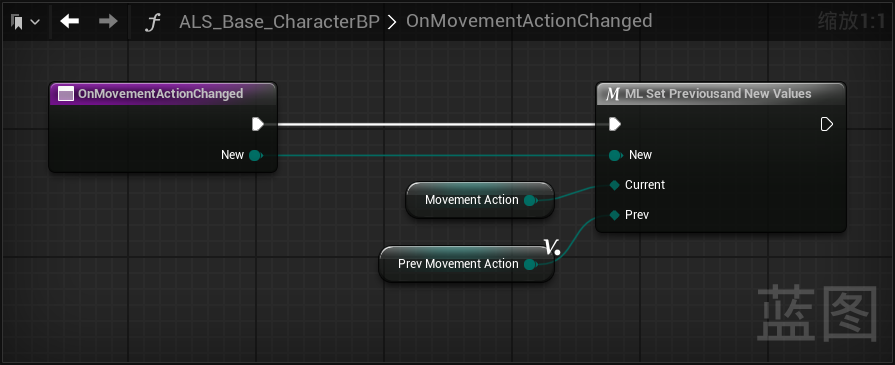 ALS_Base_CharacterBP > OnMovementActionChanged
缩放1:1
OnMovementActionChanged
ML Set Previousand New Values
New
New
Current
Movement Action
Prev
V.
Prev Movement Action
蓝图